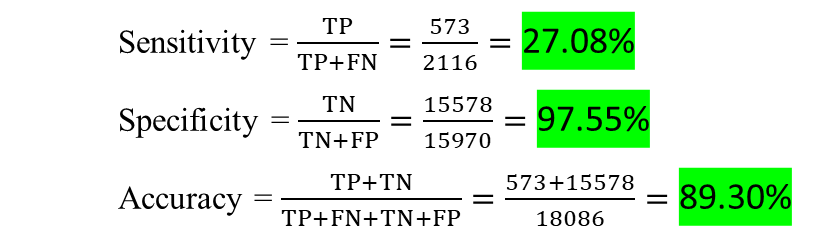 Sensitivity = TP/TP+FN = 573/2116 = 27.08%
Specificity = TN/TN+FP = 15578/15970 = 97.55%
Accuracy = TP+TN/TP+FN+TN+FP = 573+15578/18086 = 89.30%